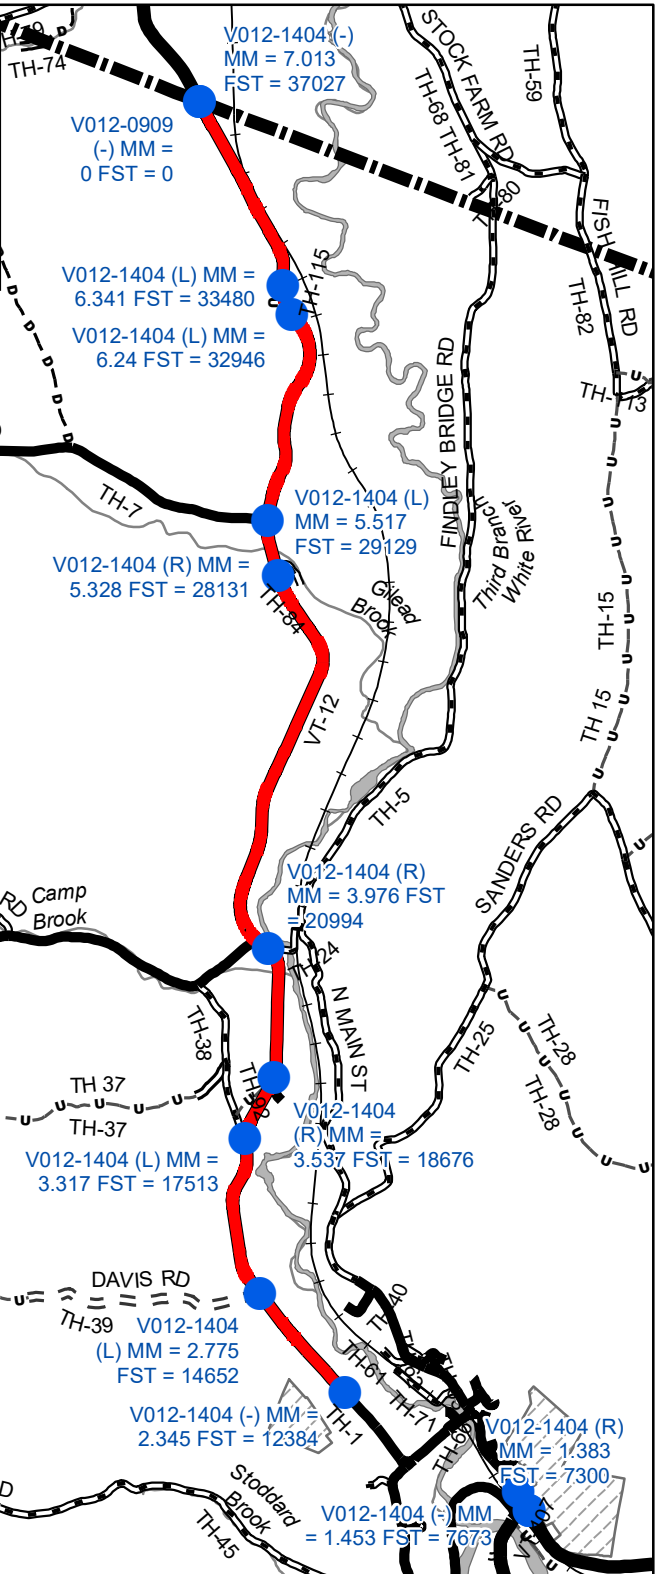 V012-1404 (-)
MM = 7.013
FST = 37027
TH-74
STOCK FARM RD
TH-68
TH-81
TH-59
V012-0909
(-) MM =
0 FST = 0
FISH HILL RD
TH-82
V012-1404 (L) MM =
6.341 FST = 33480
TH-115
V012-1404 (L) MM =
6.24 FST = 32946
D
D
D
D
D
U
FINDLEY BRIDGE RD
U
TH-113
U
U
TH-7
V012-1404 (L)
MM = 5.517
FST = 29129
V012-1404 (R) MM =
5.328 FST = 28131
TH-84
Gilead
Brook
Third Branch
White River
U
U
TH-15
U
U
VT-12
TH 15
U
U
TH-5
SANDERS RD
U
V012-1404 (R)
MM = 3.976 FST
= 20994
RD
Camp
Brook
TH-24
N MAIN ST
TH-38
TH-25
U
U
TH-28
TH-28
U
U
U
U
TH 37
U
U
U
U
TH-37
V012-1404
(R) MM =
3.537 FST = 18676
V012-1404 (L) MM =
3.317 FST = 17513
DAVIS RD
U
TH-39
V012-1404
(L) MM = 2.775
FST = 14652
TH-40
TH-61
TH-71
V012-1404 (-) MM =
2.345 FST = 12384
TH-1
V012-1404 (R)
MM = 1.383
FST = 7300
V012-1404 (-) MM
= 1.453 FST = 7673
D
Stoddard
Brook
TH-45
U
U